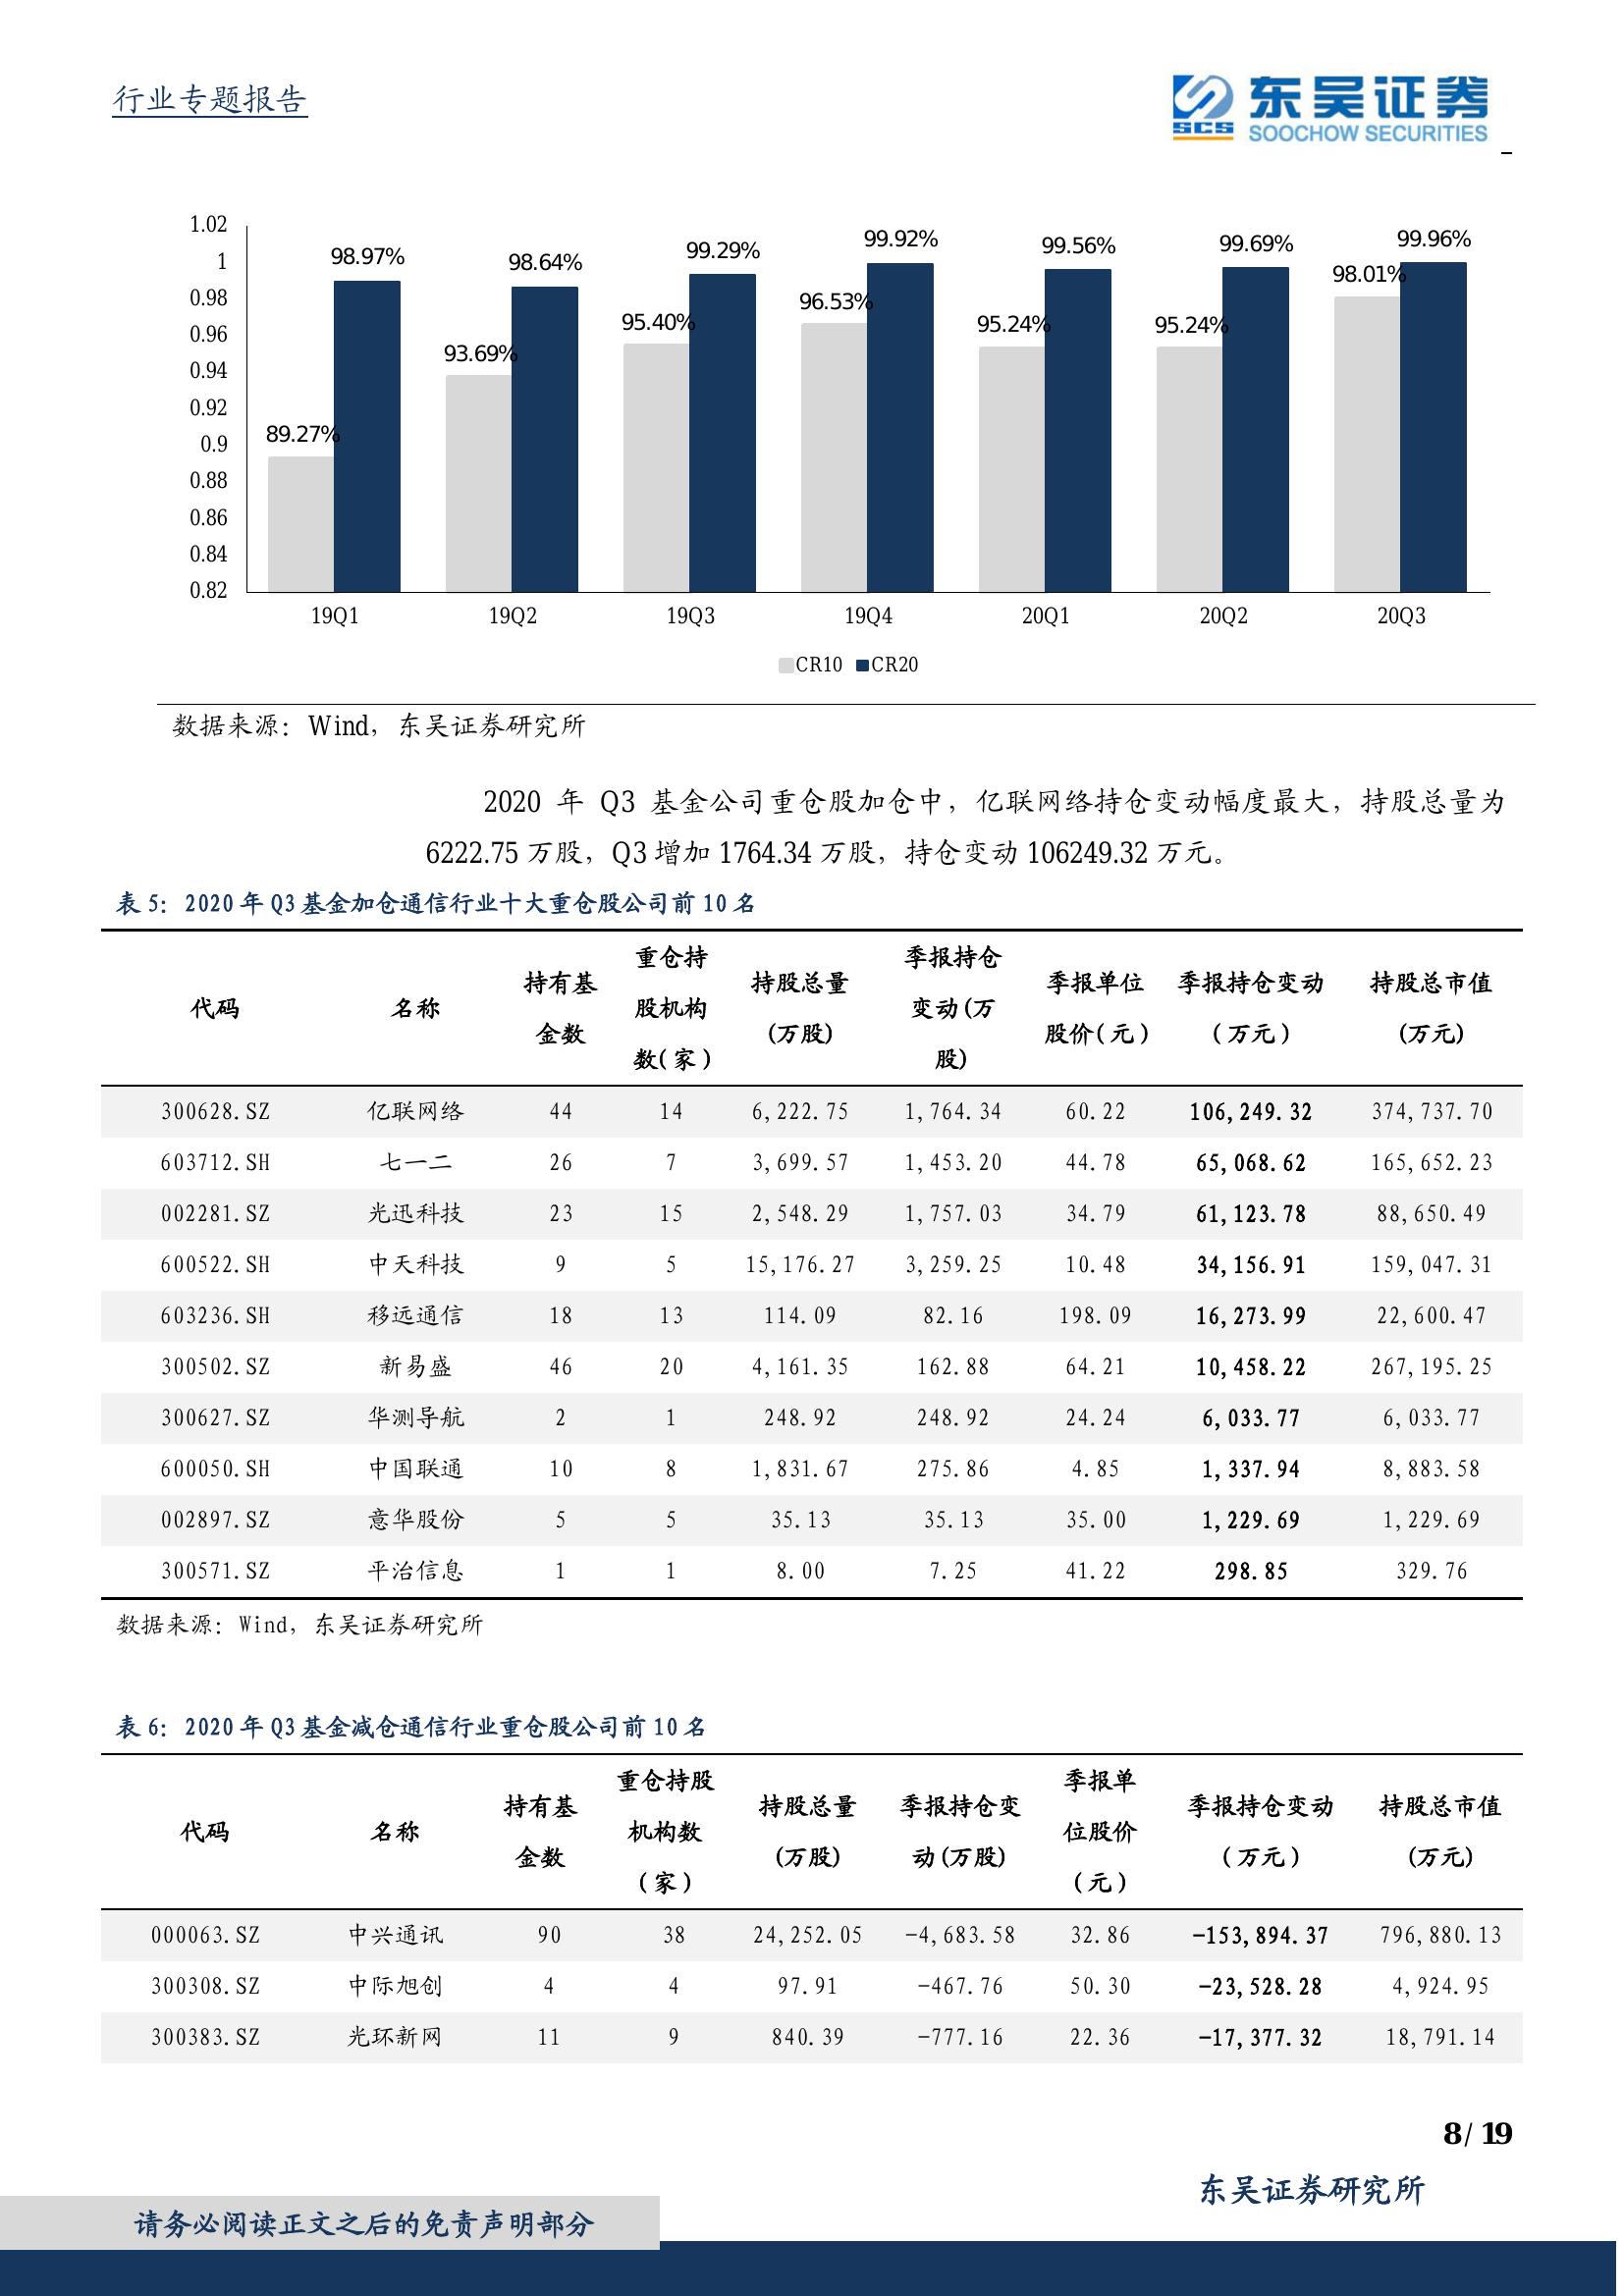 行业专题报告
东吴证券
SCS
SOOCHOW SECURITIES
1.02
1
0.98
0.96
0.94
0.92
0.9
0.88
0.86
0.84
0.82
89.27%
98.97%
93.69%
98.64%
95.40%
99.29%
96.53%
99.92%
95.24%
99.56%
95.24%
99.69%
98.01%
99.96%
19Q1 19Q2 19Q3 19Q4 20Q1 20Q2 20Q3
CR10 CR20
数据来源：Wind，东吴证券研究所
2020 年 Q3 基金公司重仓股加仓中，亿联网络持仓变动幅度最大，持股总量为
6222.75 万股，Q3 增加 1764.34 万股，持仓变动 106249.32 万元。
表 5：2020 年 Q3 基金加仓通信行业十大重仓股公司前 10 名
代码 名称 持有基金数 重仓持股机构数(家) 持股总量(万股) 季报持仓变动(万股) 季报单位股价(元) 季报持仓变动(万元) 持股总市值(万元)
300628.SZ 亿联网络 44 14 6,222.75 1,764.34 60.22 106,249.32 374,737.70
603712.SH 七一二 26 7 3,699.57 1,453.20 44.78 65,068.62 165,652.23
002281.SZ 光迅科技 23 15 2,548.29 1,757.03 34.79 61,123.78 88,650.49
600522.SH 中天科技 9 5 15,176.27 3,259.25 10.48 34,156.91 159,047.31
603236.SH 移远通信 18 13 114.09 82.16 198.09 16,273.99 22,600.47
300502.SZ 新易盛 46 20 4,161.35 162.88 64.21 10,458.22 267,195.25
300627.SZ 华测导航 2 1 248.92 248.92 24.24 6,033.77 6,033.77
600050.SH 中国联通 10 8 1,831.67 275.86 4.85 1,337.94 8,883.58
002897.SZ 意华股份 5 5 35.13 35.13 35.00 1,229.69 1,229.69
300571.SZ 平治信息 1 1 8.00 7.25 41.22 298.85 329.76
数据来源：Wind，东吴证券研究所
表 6：2020 年 Q3 基金减仓通信行业重仓股公司前 10 名
代码 名称 持有基金数 重仓持股机构数(家) 持股总量(万股) 季报持仓变动(万股) 季报单位股价(元) 季报持仓变动(万元) 持股总市值(万元)
000063.SZ 中兴通讯 90 38 24,252.05 -4,683.58 32.86 -153,894.37 796,880.13
300308.SZ 中际旭创 4 4 97.91 -467.76 50.30 -23,528.28 4,924.95
300383.SZ 光环新网 11 9 840.39 -777.16 22.36 -17,377.32 18,791.14
8 / 19
东吴证券研究所
请务必阅读正文之后的免责声明部分